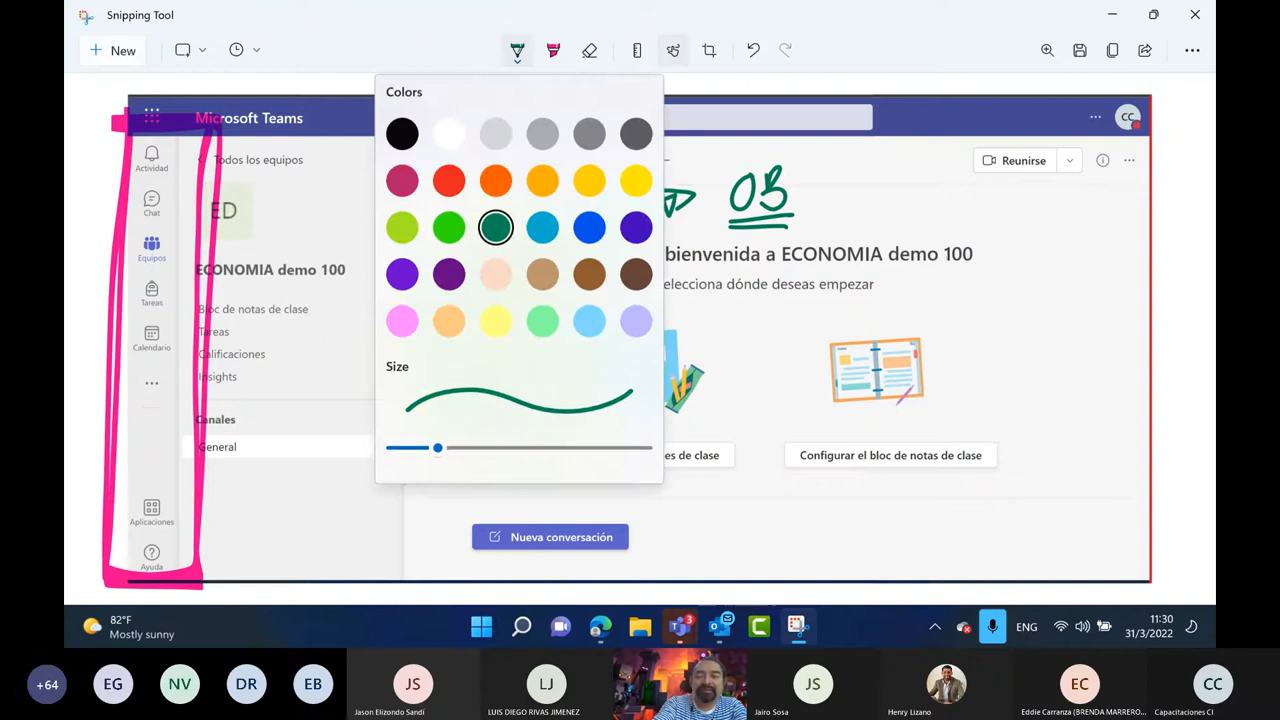 Snipping Tool
New
Colors
Microsoft Teams
CC
Actividad
Todos los equipos
Reunirse
Chat
ED
OB
Equipos
bienvenida a ECONOMIA demo 100
ECONOMIA demo 100
elecciona dónde deseas empezar
Tareas
Bloc de notas de clase
Tareas
Calendario
Calificaciones
Insights
Size
Canales
General
es de clase
Configurar el bloc de notas de clase
Aplicaciones
Nueva conversación
Ayuda
82°F
Mostly sunny
3
ENG
11:30
31/3/2022
+64
EG
NV
DR
EB
JS
LJ
JS
EC
CC
Jason Elizondo Sandí
LUIS DIEGO RIVAS JIMENEZ
Jairo Sosa
Henry Lizano
Eddie Carranza (BRENDA MARRERO...
Capacitaciones CI